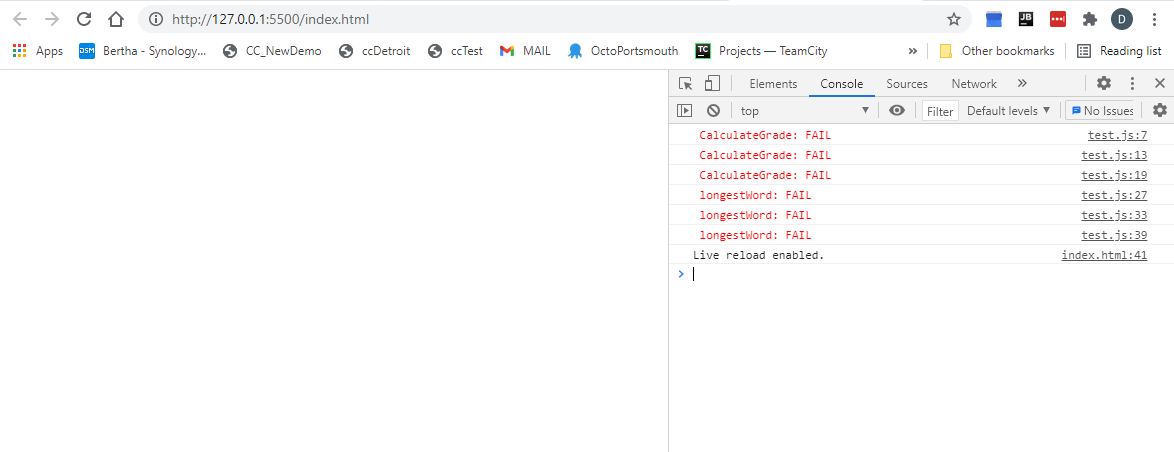 http://127.0.0.1:5500/index.html
JB
D
Apps DSM Bertha - Synology... CC_NewDemo ccDetroit ccTest MAIL OctoPortsmouth TC Projects — TeamCity » Other bookmarks Reading list
Elements Console Sources Network »
top ▼ Filter Default levels ▼ No Issues
CalculateGrade: FAIL test.js:7
CalculateGrade: FAIL test.js:13
CalculateGrade: FAIL test.js:19
longestWord: FAIL test.js:27
longestWord: FAIL test.js:33
longestWord: FAIL test.js:39
Live reload enabled. index.html:41
>